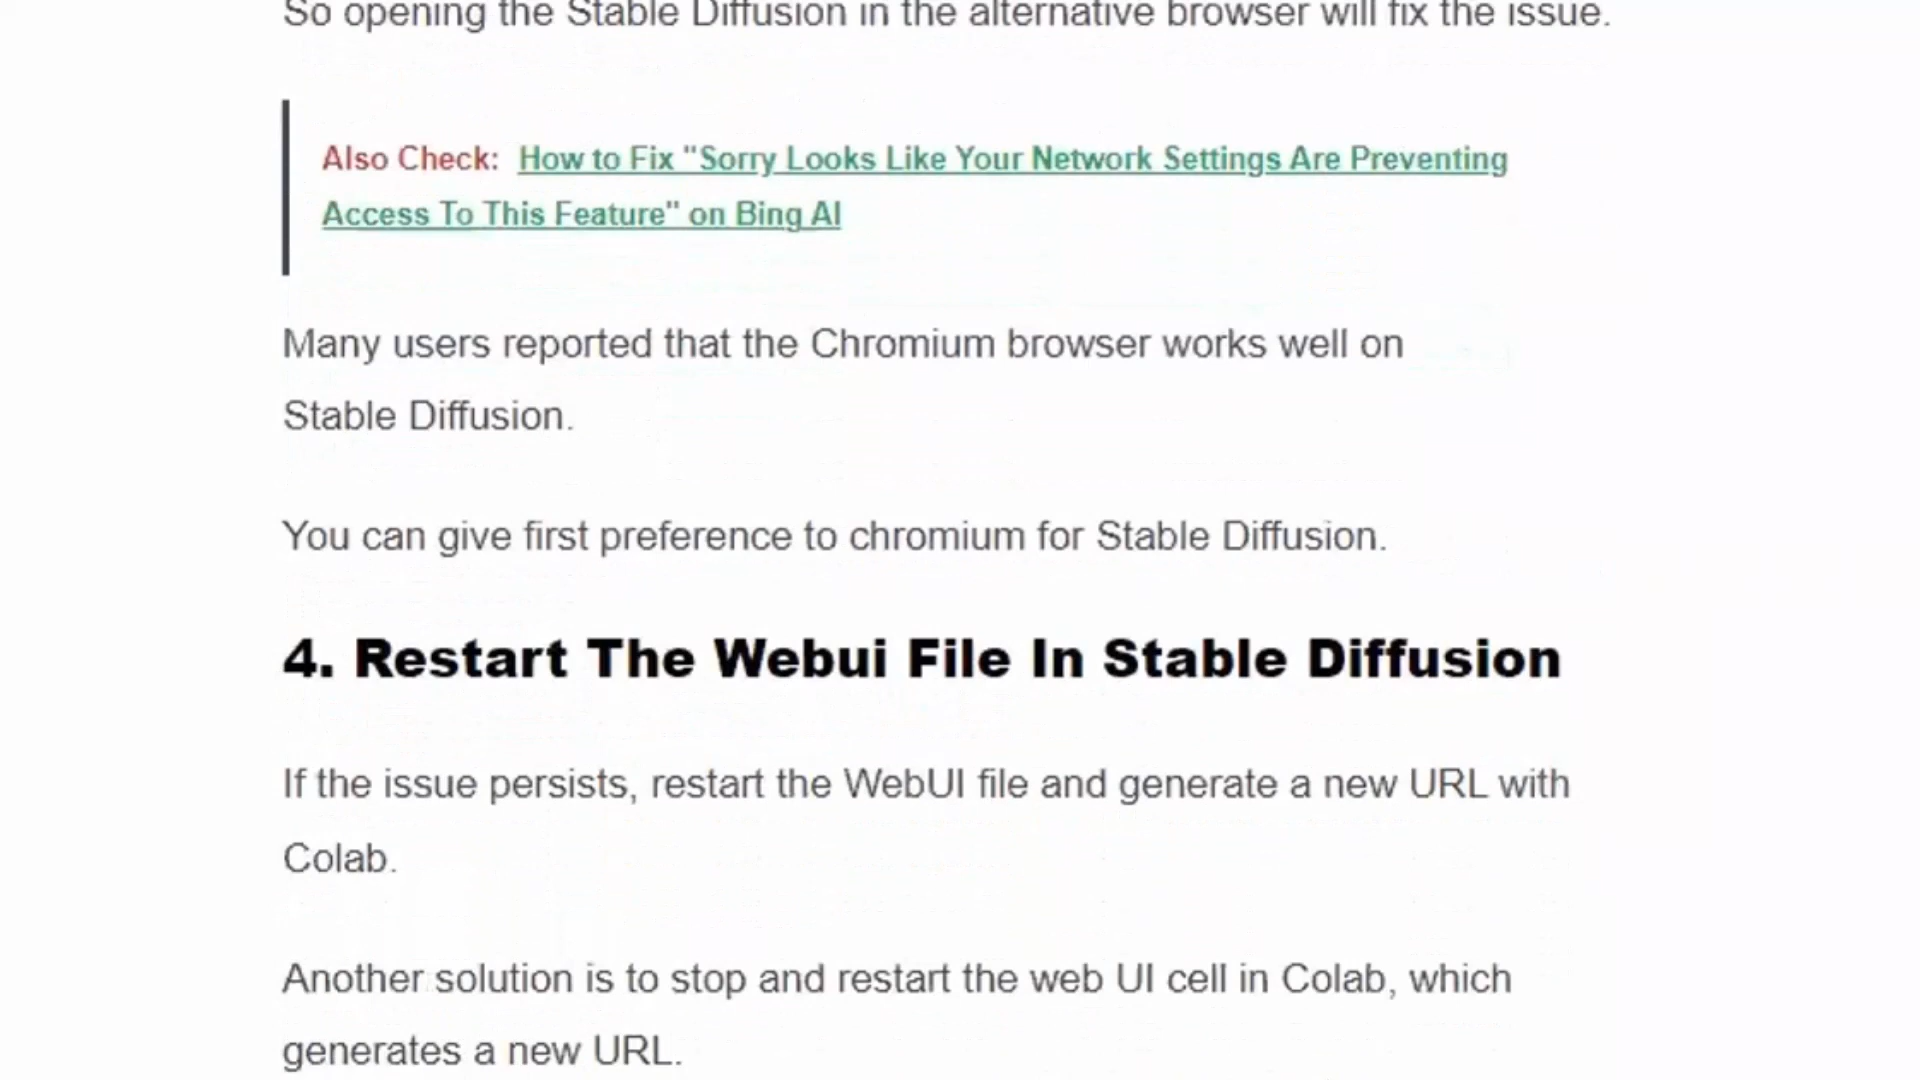 So opening the Stable Diffusion in the alternative browser will fix the issue.
Also Check: How to Fix "Sorry Looks Like Your Network Settings Are Preventing
Access To This Feature" on Bing AI
Many users reported that the Chromium browser works well on
Stable Diffusion.
You can give first preference to chromium for Stable Diffusion.
4. Restart The Webui File In Stable Diffusion
If the issue persists, restart the WebUI file and generate a new URL with
Colab.
Another solution is to stop and restart the web UI cell in Colab, which
generates a new URL.